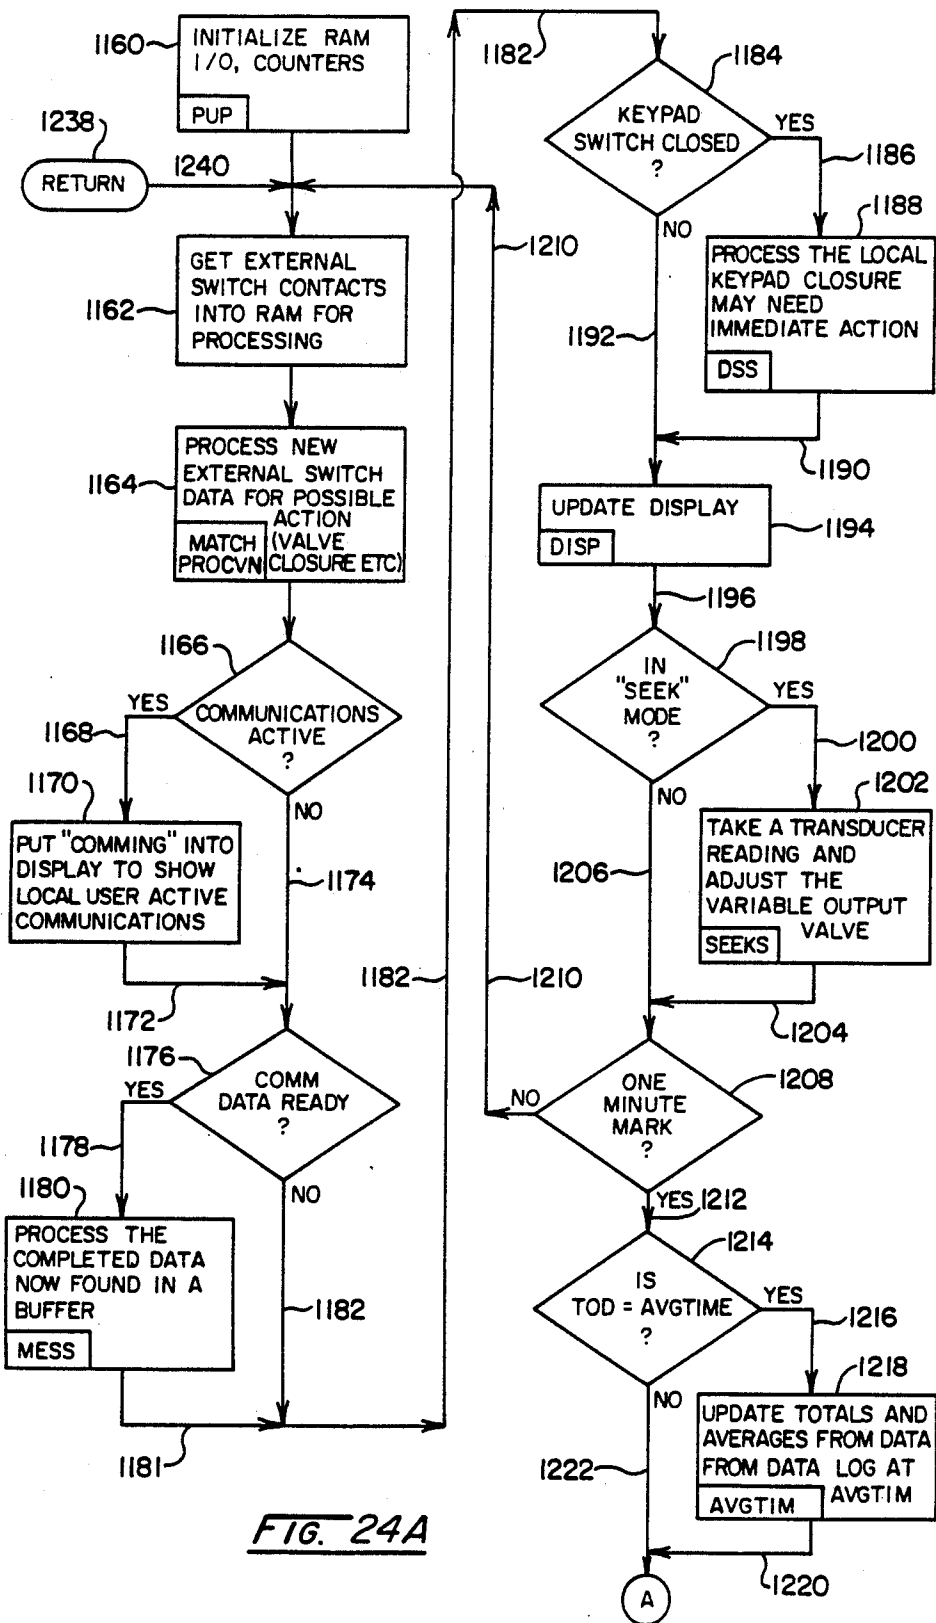 1160
INITIALIZE RAM
I/O, COUNTERS
PUP
1238
RETURN
1240
1162
GET EXTERNAL
SWITCH CONTACTS
INTO RAM FOR
PROCESSING
1164
PROCESS NEW
EXTERNAL SWITCH
DATA FOR POSSIBLE
ACTION
(VALVE
CLOSURE ETC)
MATCH
PROCVN
1166
COMMUNICATIONS
ACTIVE
?
YES
NO
1168
1170
PUT "COMMING" INTO
DISPLAY TO SHOW
LOCAL USER ACTIVE
COMMUNICATIONS
1174
1172
1176
COMM
DATA READY
?
YES
NO
1178
1180
PROCESS THE
COMPLETED DATA
NOW FOUND IN A
BUFFER
MESS
1182
1181
1182
1182
1184
KEYPAD
SWITCH CLOSED
?
YES
NO
1186
1188
PROCESS THE LOCAL
KEYPAD CLOSURE
MAY NEED
IMMEDIATE ACTION
DSS
1210
1192
1190
UPDATE DISPLAY
DISP
1194
1196
1198
IN
"SEEK"
MODE
?
YES
NO
1200
1202
TAKE A TRANSDUCER
READING AND
ADJUST THE
VARIABLE OUTPUT
VALVE
SEEKS
1206
1210
1204
1208
ONE
MINUTE
MARK
?
NO
YES
1212
1214
IS
TOD = AVGTIME
?
YES
NO
1216
1218
UPDATE TOTALS AND
AVERAGES FROM DATA
FROM DATA LOG AT
AVGTIM
AVGTIM
1222
1220
A
FIG. 24A